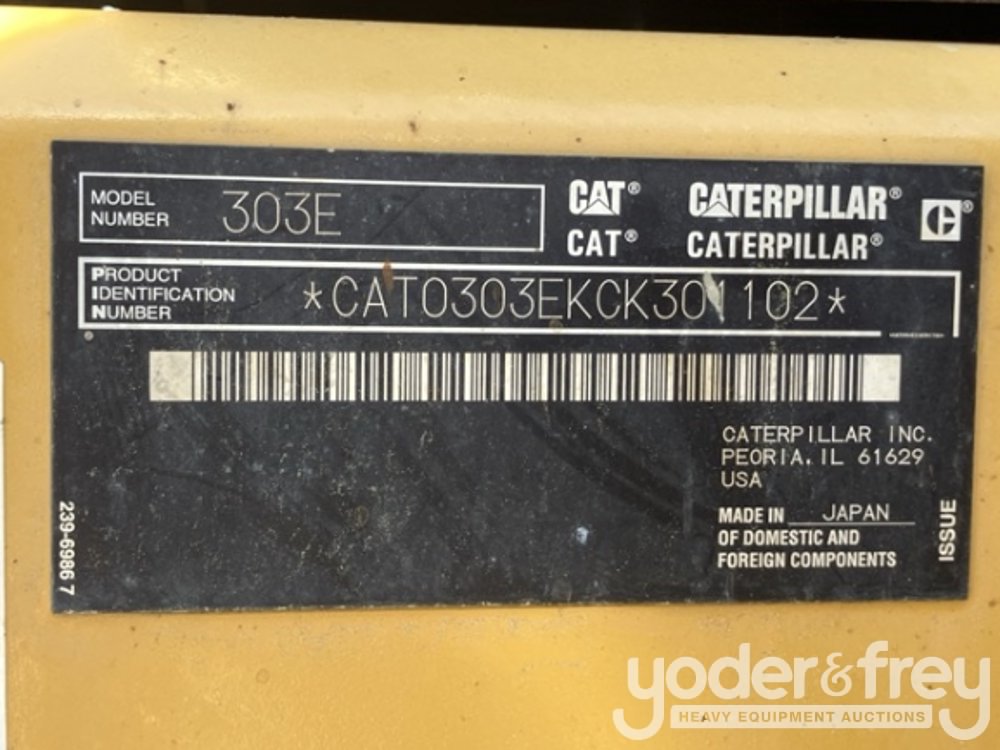 MODEL
NUMBER 303E
CAT® CATERPILLAR® C®
CAT® CATERPILLAR®
PRODUCT
IDENTIFICATION
NUMBER
*CAT0303EKCK301102*
CATERPILLAR INC.
PEORIA, IL 61629
USA
MADE IN JAPAN
OF DOMESTIC AND
FOREIGN COMPONENTS
ISSUE
239-6986 7
yoder&frey
HEAVY EQUIPMENT AUCTIONS